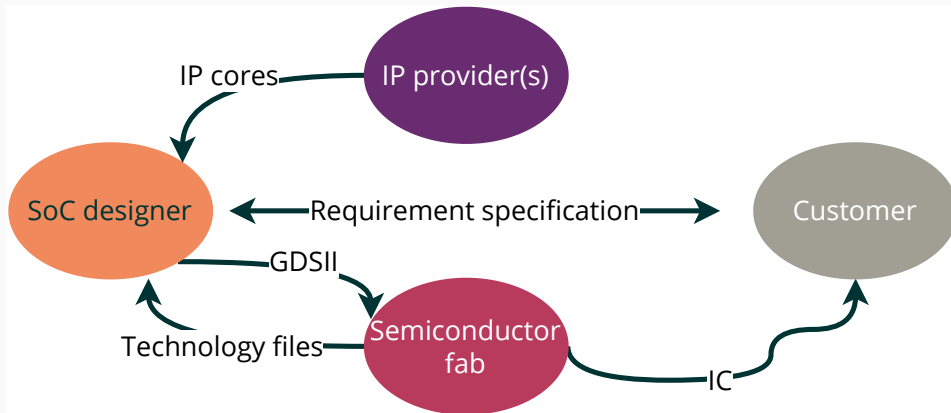 IP cores
IP provider(s)
SoC designer
Requirement specification
Customer
GDSII
Technology files
Semiconductor
fab
IC